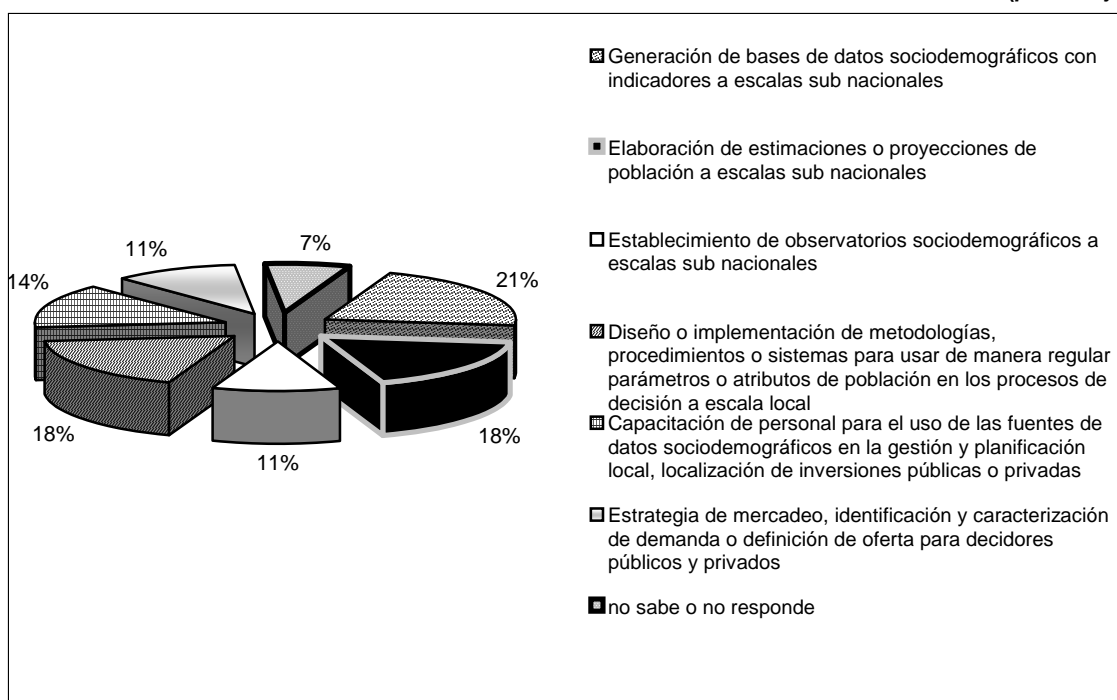 Generación de bases de datos sociodemográficos con
indicadores a escalas sub nacionales
Elaboración de estimaciones o proyecciones de
población a escalas sub nacionales
Establecimiento de observatorios sociodemográficos a
escalas sub nacionales
Diseño o implementación de metodologías,
procedimientos o sistemas para usar de manera regular
parámetros o atributos de población en los procesos de
decisión a escala local
Capacitación de personal para el uso de las fuentes de
datos sociodemográficos en la gestión y planificación
local, localización de inversiones públicas o privadas
Estrategia de mercadeo, identificación y caracterización
de demanda o definición de oferta para decidores
públicos y privados
no sabe o no responde
7%
11%
14%
21%
18%
18%
11%